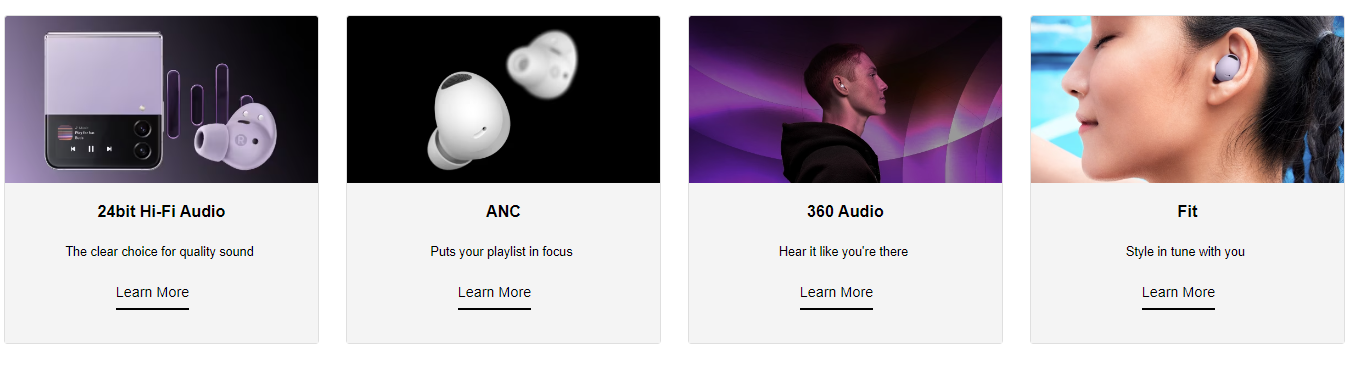 24bit Hi-Fi Audio
The clear choice for quality sound
Learn More
ANC
Puts your playlist in focus
Learn More
360 Audio
Hear it like you're there
Learn More
Fit
Style in tune with you
Learn More